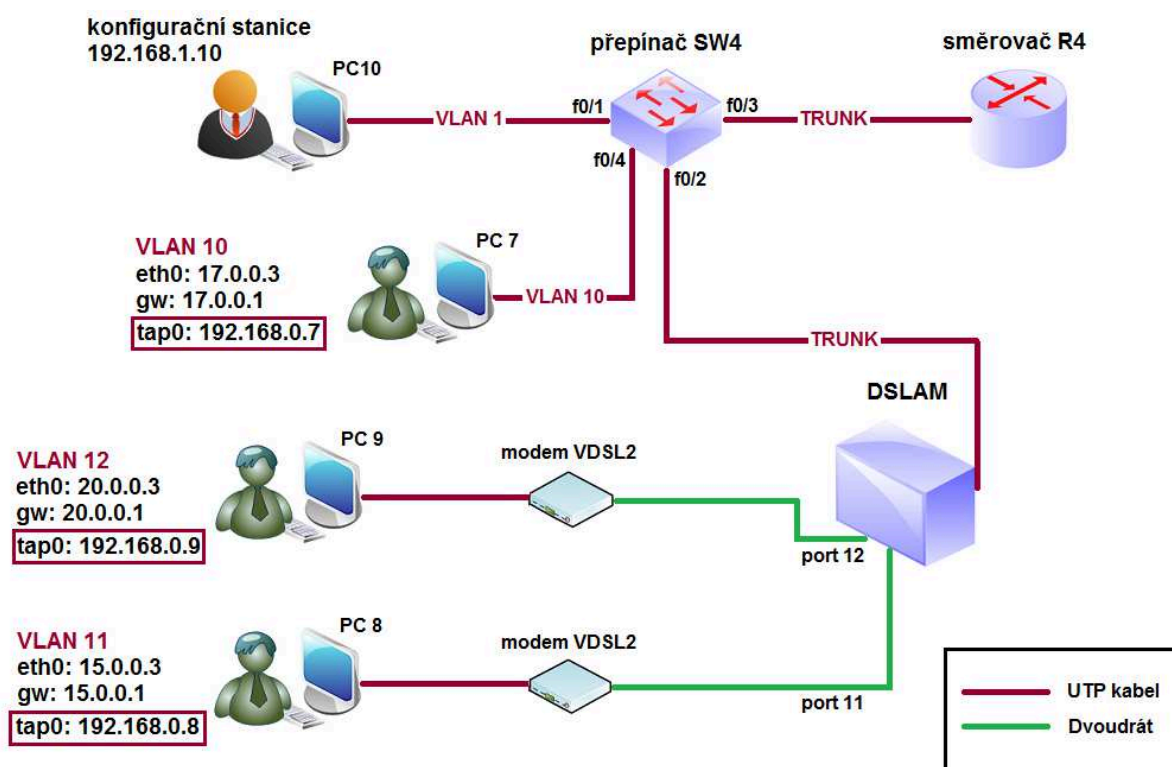 konfigurační stanice
192.168.1.10
PC10
VLAN 1
f0/1
přepínač SW4
f0/3
TRUNK
směrovač R4
f0/4
f0/2
VLAN 10
eth0: 17.0.0.3
gw: 17.0.0.1
tap0: 192.168.0.7
PC 7
VLAN 10
TRUNK
DSLAM
VLAN 12
eth0: 20.0.0.3
gw: 20.0.0.1
tap0: 192.168.0.9
PC 9
modem VDSL2
port 12
VLAN 11
eth0: 15.0.0.3
gw: 15.0.0.1
tap0: 192.168.0.8
PC 8
modem VDSL2
port 11
UTP kabel
Dvoudrát